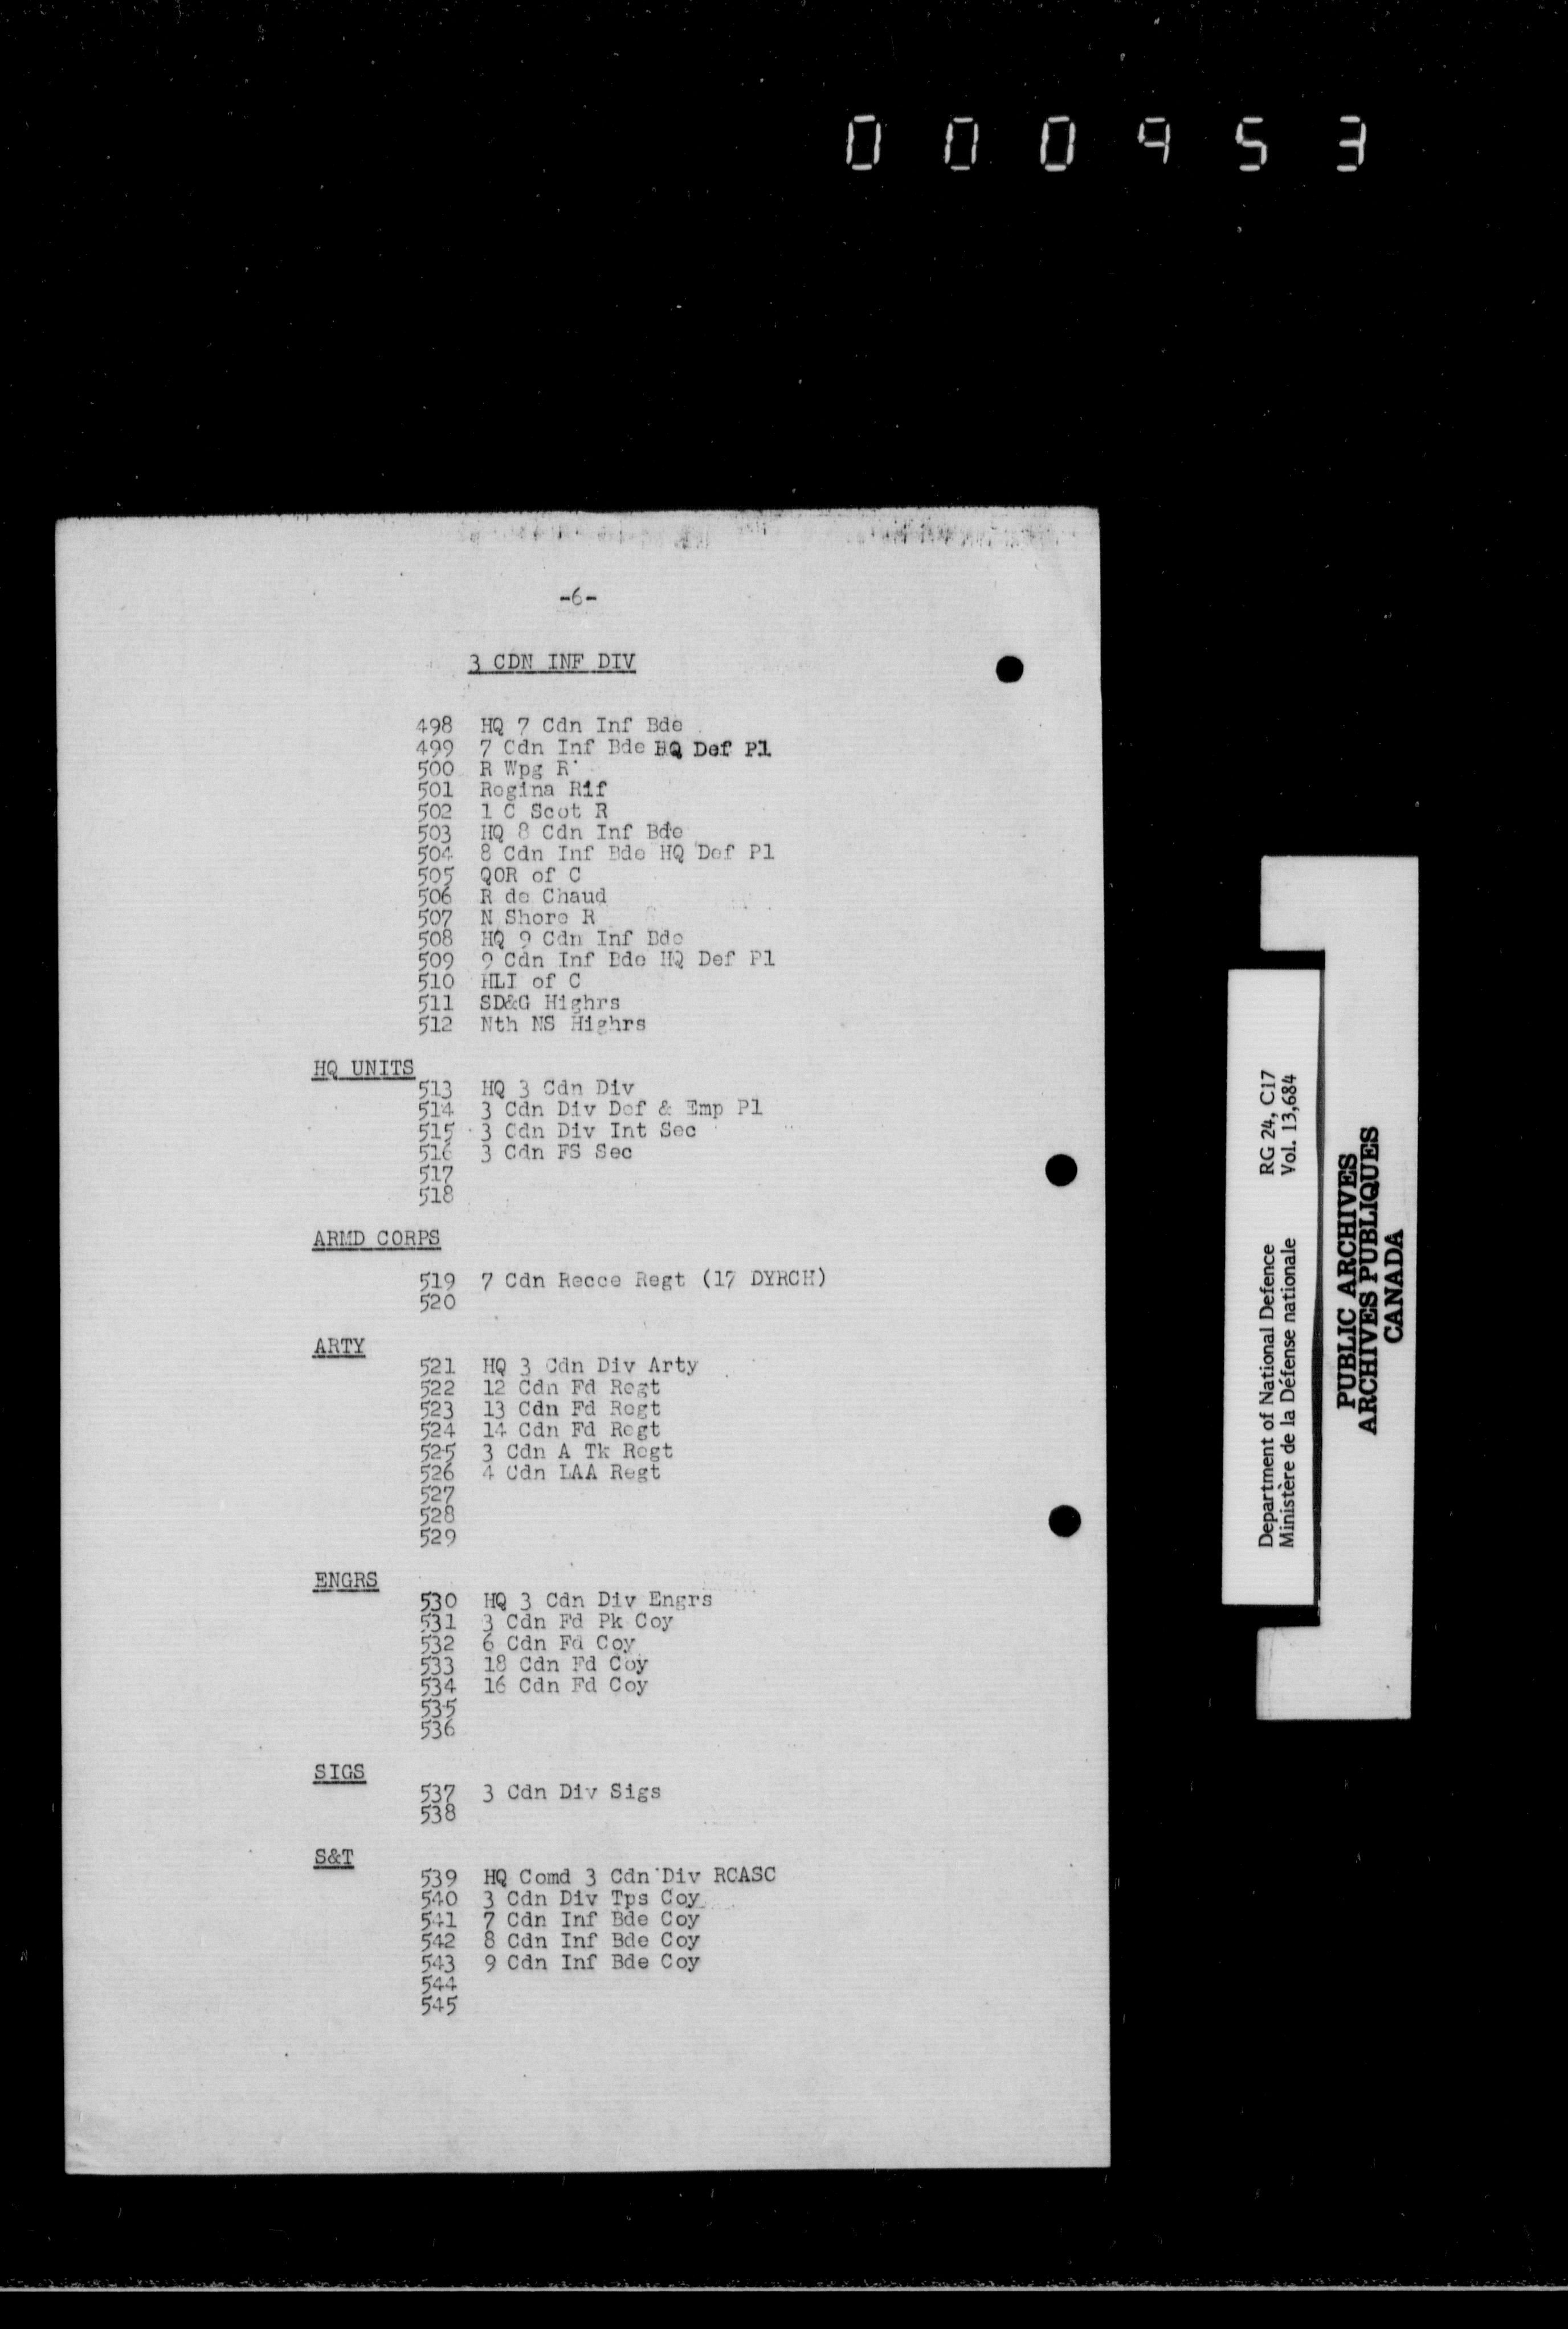 000953
-6-
3 CDN INF DIV
498 HQ 7 Cdn Inf Bde
499 7 Cdn Inf Bde HQ Def Pl
500 R Wpg R
501 Regina Rif
502 1 C Scot R
503 HQ 8 Cdn Inf Bde
504 8 Cdn Inf Bde HQ Def Pl
505 QOR of C
506 R de Chaud
507 N Shore R
508 HQ 9 Cdn Inf Bde
509 9 Cdn Inf Bde HQ Def Pl
510 HLI of C
511 SD&G Highrs
512 Nth NS Highrs
HQ UNITS
513 HQ 3 Cdn Div
514 3 Cdn Div Def & Emp Pl
515 3 Cdn Div Int Sec
516 3 Cdn FS Sec
517
518
ARMD CORPS
519 7 Cdn Recce Regt (17 DYRCH)
520
ARTY
521 HQ 3 Cdn Div Arty
522 12 Cdn Fd Regt
523 13 Cdn Fd Regt
524 14 Cdn Fd Regt
525 3 Cdn A Tk Regt
526 4 Cdn LAA Regt
527
528
529
ENGRS
530 HQ 3 Cdn Div Engrs
531 3 Cdn Fd Pk Coy
532 6 Cdn Fd Coy
533 18 Cdn Fd Coy
534 16 Cdn Fd Coy
535
536
SIGS
537 3 Cdn Div Sigs
538
S&T
539 HQ Comd 3 Cdn Div RCASC
540 3 Cdn Div Tps Coy
541 7 Cdn Inf Bde Coy
542 8 Cdn Inf Bde Coy
543 9 Cdn Inf Bde Coy
544
545
Department of National Defence RG 24, C17
Ministère de la Défense nationale Vol. 13,684
PUBLIC ARCHIVES
ARCHIVES PUBLIQUES
CANADA